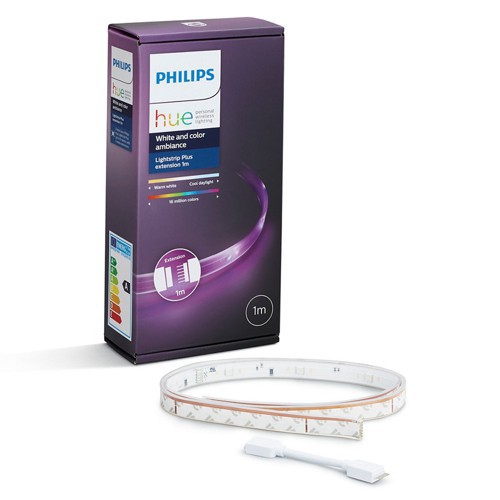 PHILIPS
hue personal wireless lighting
White and color
ambiance
Lightstrip Plus
extension 1m
Warm white Cool daylight
16 million colors
Extension
1m
1m
A